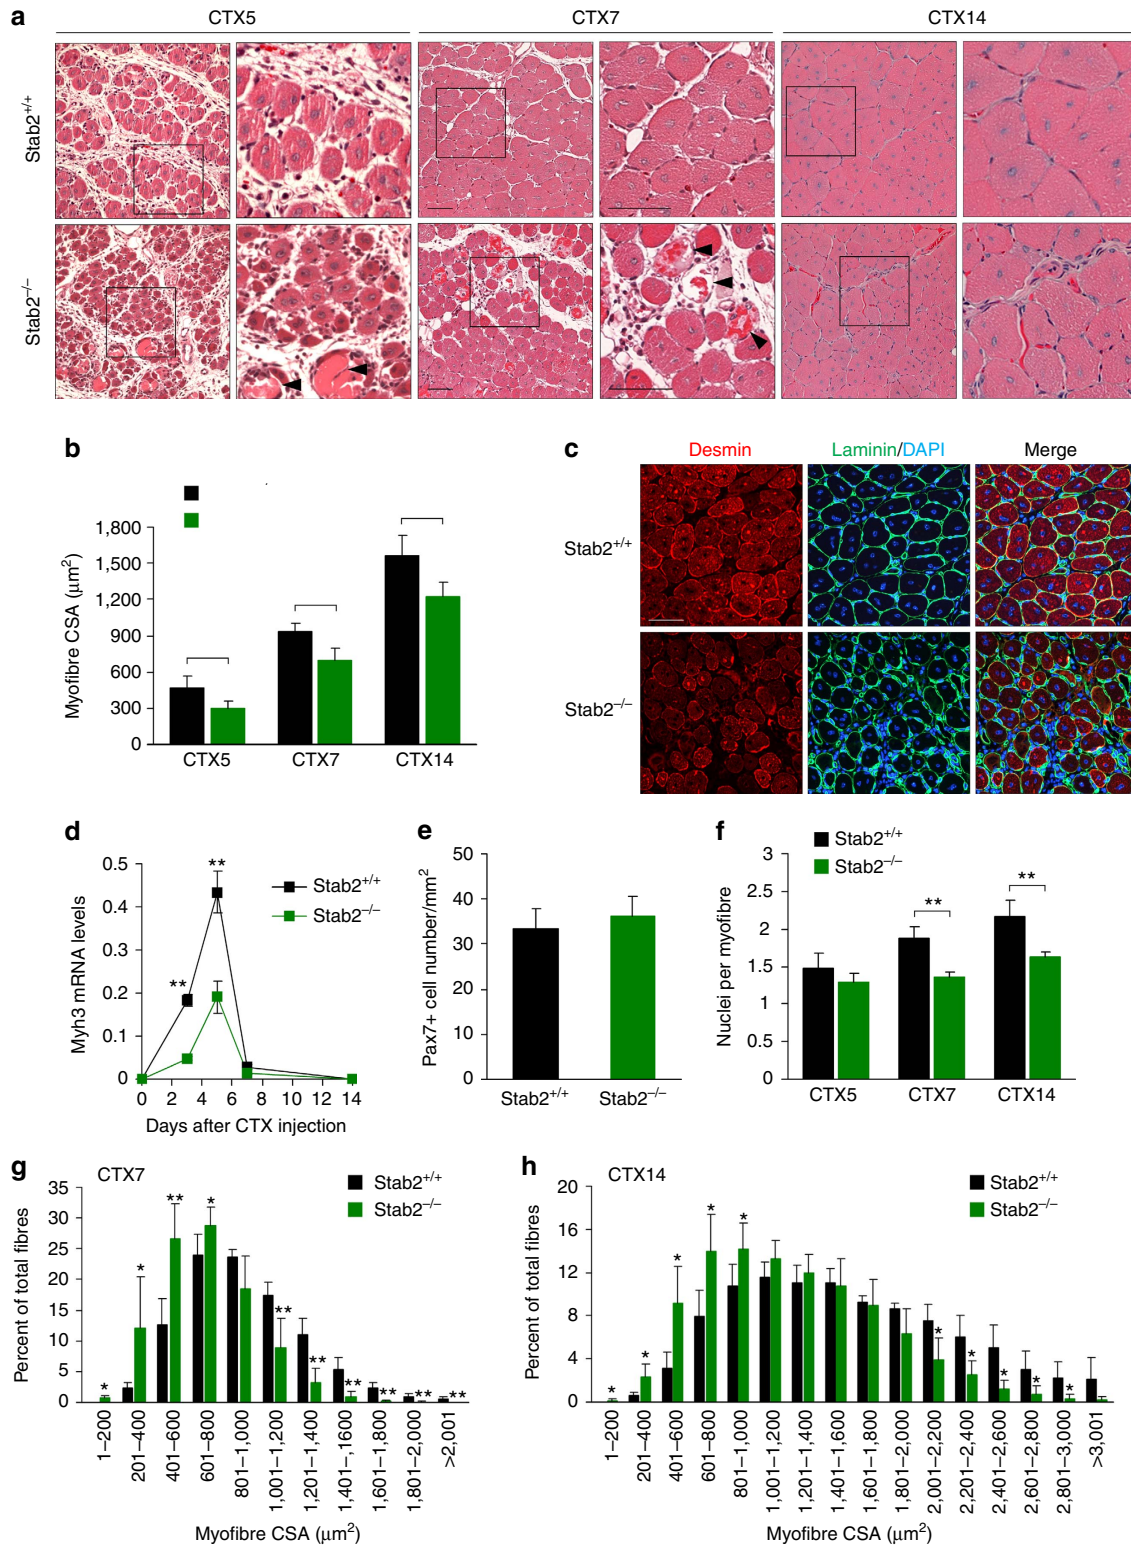 a
CTX5
CTX7
CTX14
Stab2+/+
Stab2−/−
b
Myofibre CSA (μm²)
1,800
1,500
1,200
900
600
300
0
CTX5
CTX7
CTX14
c
Desmin
Laminin/DAPI
Merge
Stab2+/+
Stab2−/−
d
Myh3 mRNA levels
0.5
0.4
0.3
0.2
0.1
0
**
**
Stab2+/+
Stab2−/−
0 2 4 6 8 10 12 14
Days after CTX injection
e
Pax7+ cell number/mm²
50
40
30
20
10
0
Stab2+/+
Stab2−/−
f
Stab2+/+
Stab2−/−
Nuclei per myofibre
3
2.5
2
1.5
1
0.5
0
**
**
CTX5
CTX7
CTX14
g
CTX7
Stab2+/+
Stab2−/−
Percent of total fibres
35
30
25
20
15
10
5
0
* * ** * ** ** ** ** ** **
1–200
201–400
401–600
601–800
801–1,000
1,001–1,200
1,201–1,400
1,401–,1600
1,601–1,800
1,801–2,000
>2,001
Myofibre CSA (μm²)
h
CTX14
Stab2+/+
Stab2−/−
Percent of total fibres
20
16
12
8
4
0
* * * * * * * * * *
1–200
201–400
401–600
601–800
801–1,000
1,001–1,200
1,201–1,400
1,401–1,600
1,601–1,800
1,801–2,000
2,001–2,200
2,201–2,400
2,401–2,600
2,601–2,800
2,801–3,000
>3,001
Myofibre CSA (μm²)